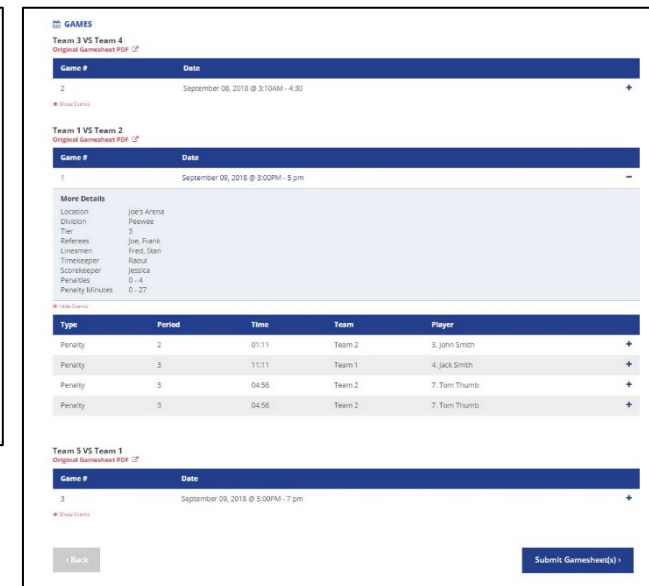 GAMES
Team 3 VS Team 4
Original Gamesheet PDF
Game # Date
2 September 08, 2018 @ 3:10AM - 4:30
Show Events
Team 1 VS Team 2
Original Gamesheet PDF
Game # Date
1 September 09, 2018 @ 3:00PM - 5 pm
More Details
Location Joe's Arena
Division Peewee
Tier 5
Referees Joe, Frank
Linesmen Fred, Stan
Timekeeper Raoul
Scorekeeper Jessica
Penalties 0 - 4
Penalty Minutes 0 - 27
Hide Events
Type Period Time Team Player
Penalty 2 01:11 Team 2 3. John Smith
Penalty 3 11:11 Team 1 4. Jack Smith
Penalty 3 04:56 Team 2 7. Tom Thumb
Penalty 3 04:56 Team 2 7. Tom Thumb
Team 5 VS Team 1
Original Gamesheet PDF
Game # Date
3 September 09, 2018 @ 5:00PM - 7 pm
Show Events
‹ Back Submit Gamesheet(s) ›